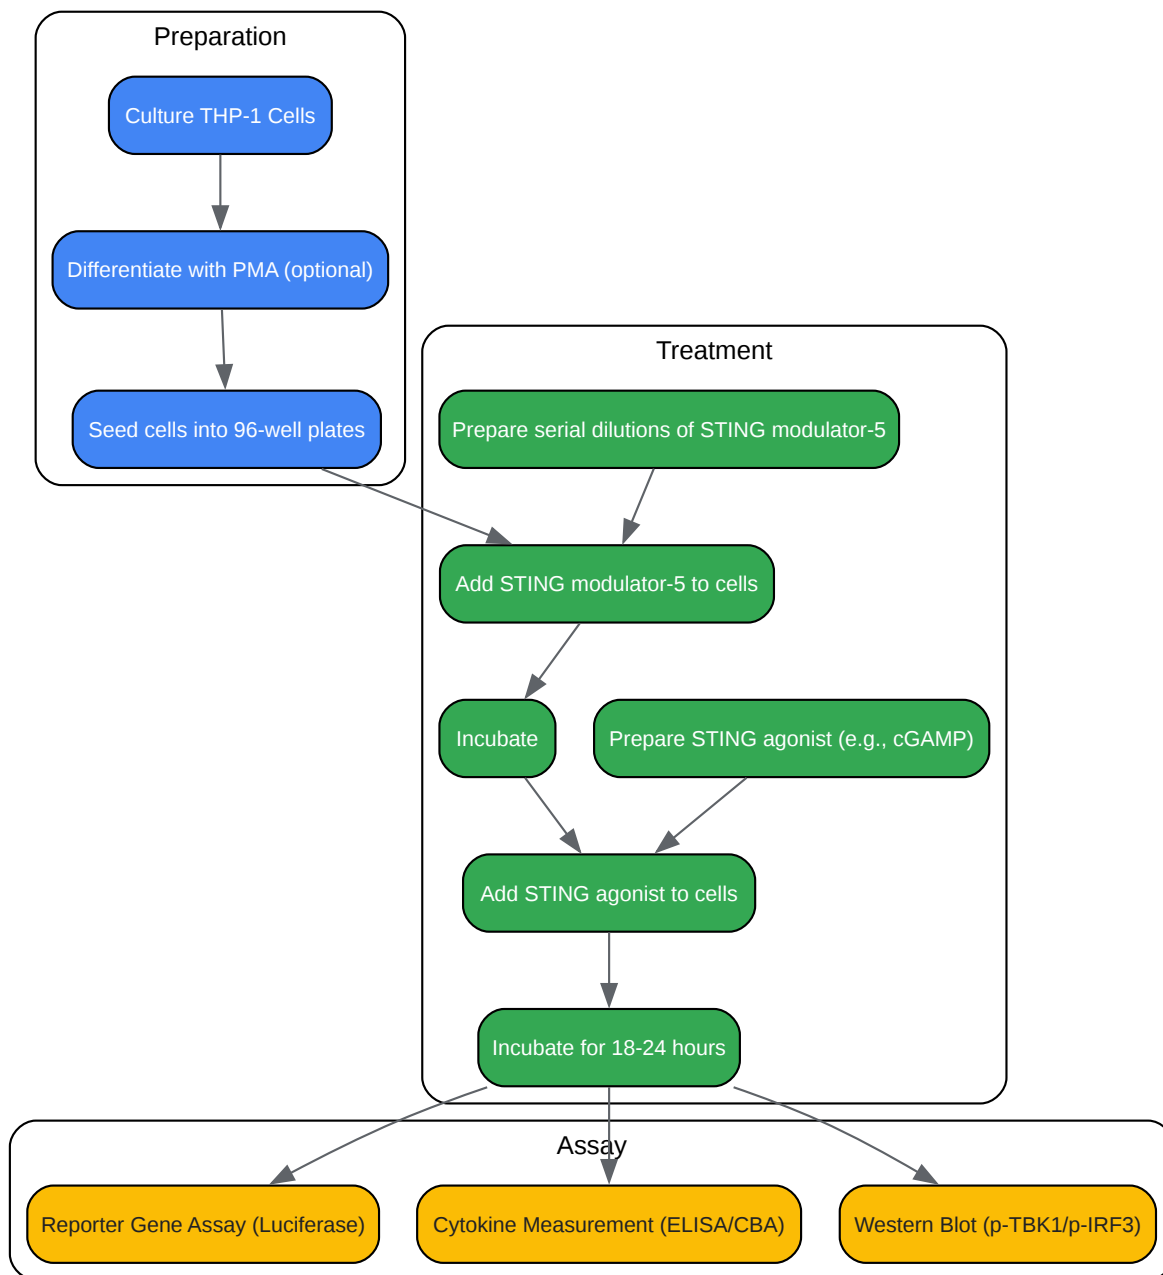 Preparation
Culture THP-1 Cells
Differentiate with PMA (optional)
Seed cells into 96-well plates
Treatment
Prepare serial dilutions of STING modulator-5
Add STING modulator-5 to cells
Incubate
Prepare STING agonist (e.g., cGAMP)
Add STING agonist to cells
Incubate for 18-24 hours
Assay
Reporter Gene Assay (Luciferase)
Cytokine Measurement (ELISA/CBA)
Western Blot (p-TBK1/p-IRF3)